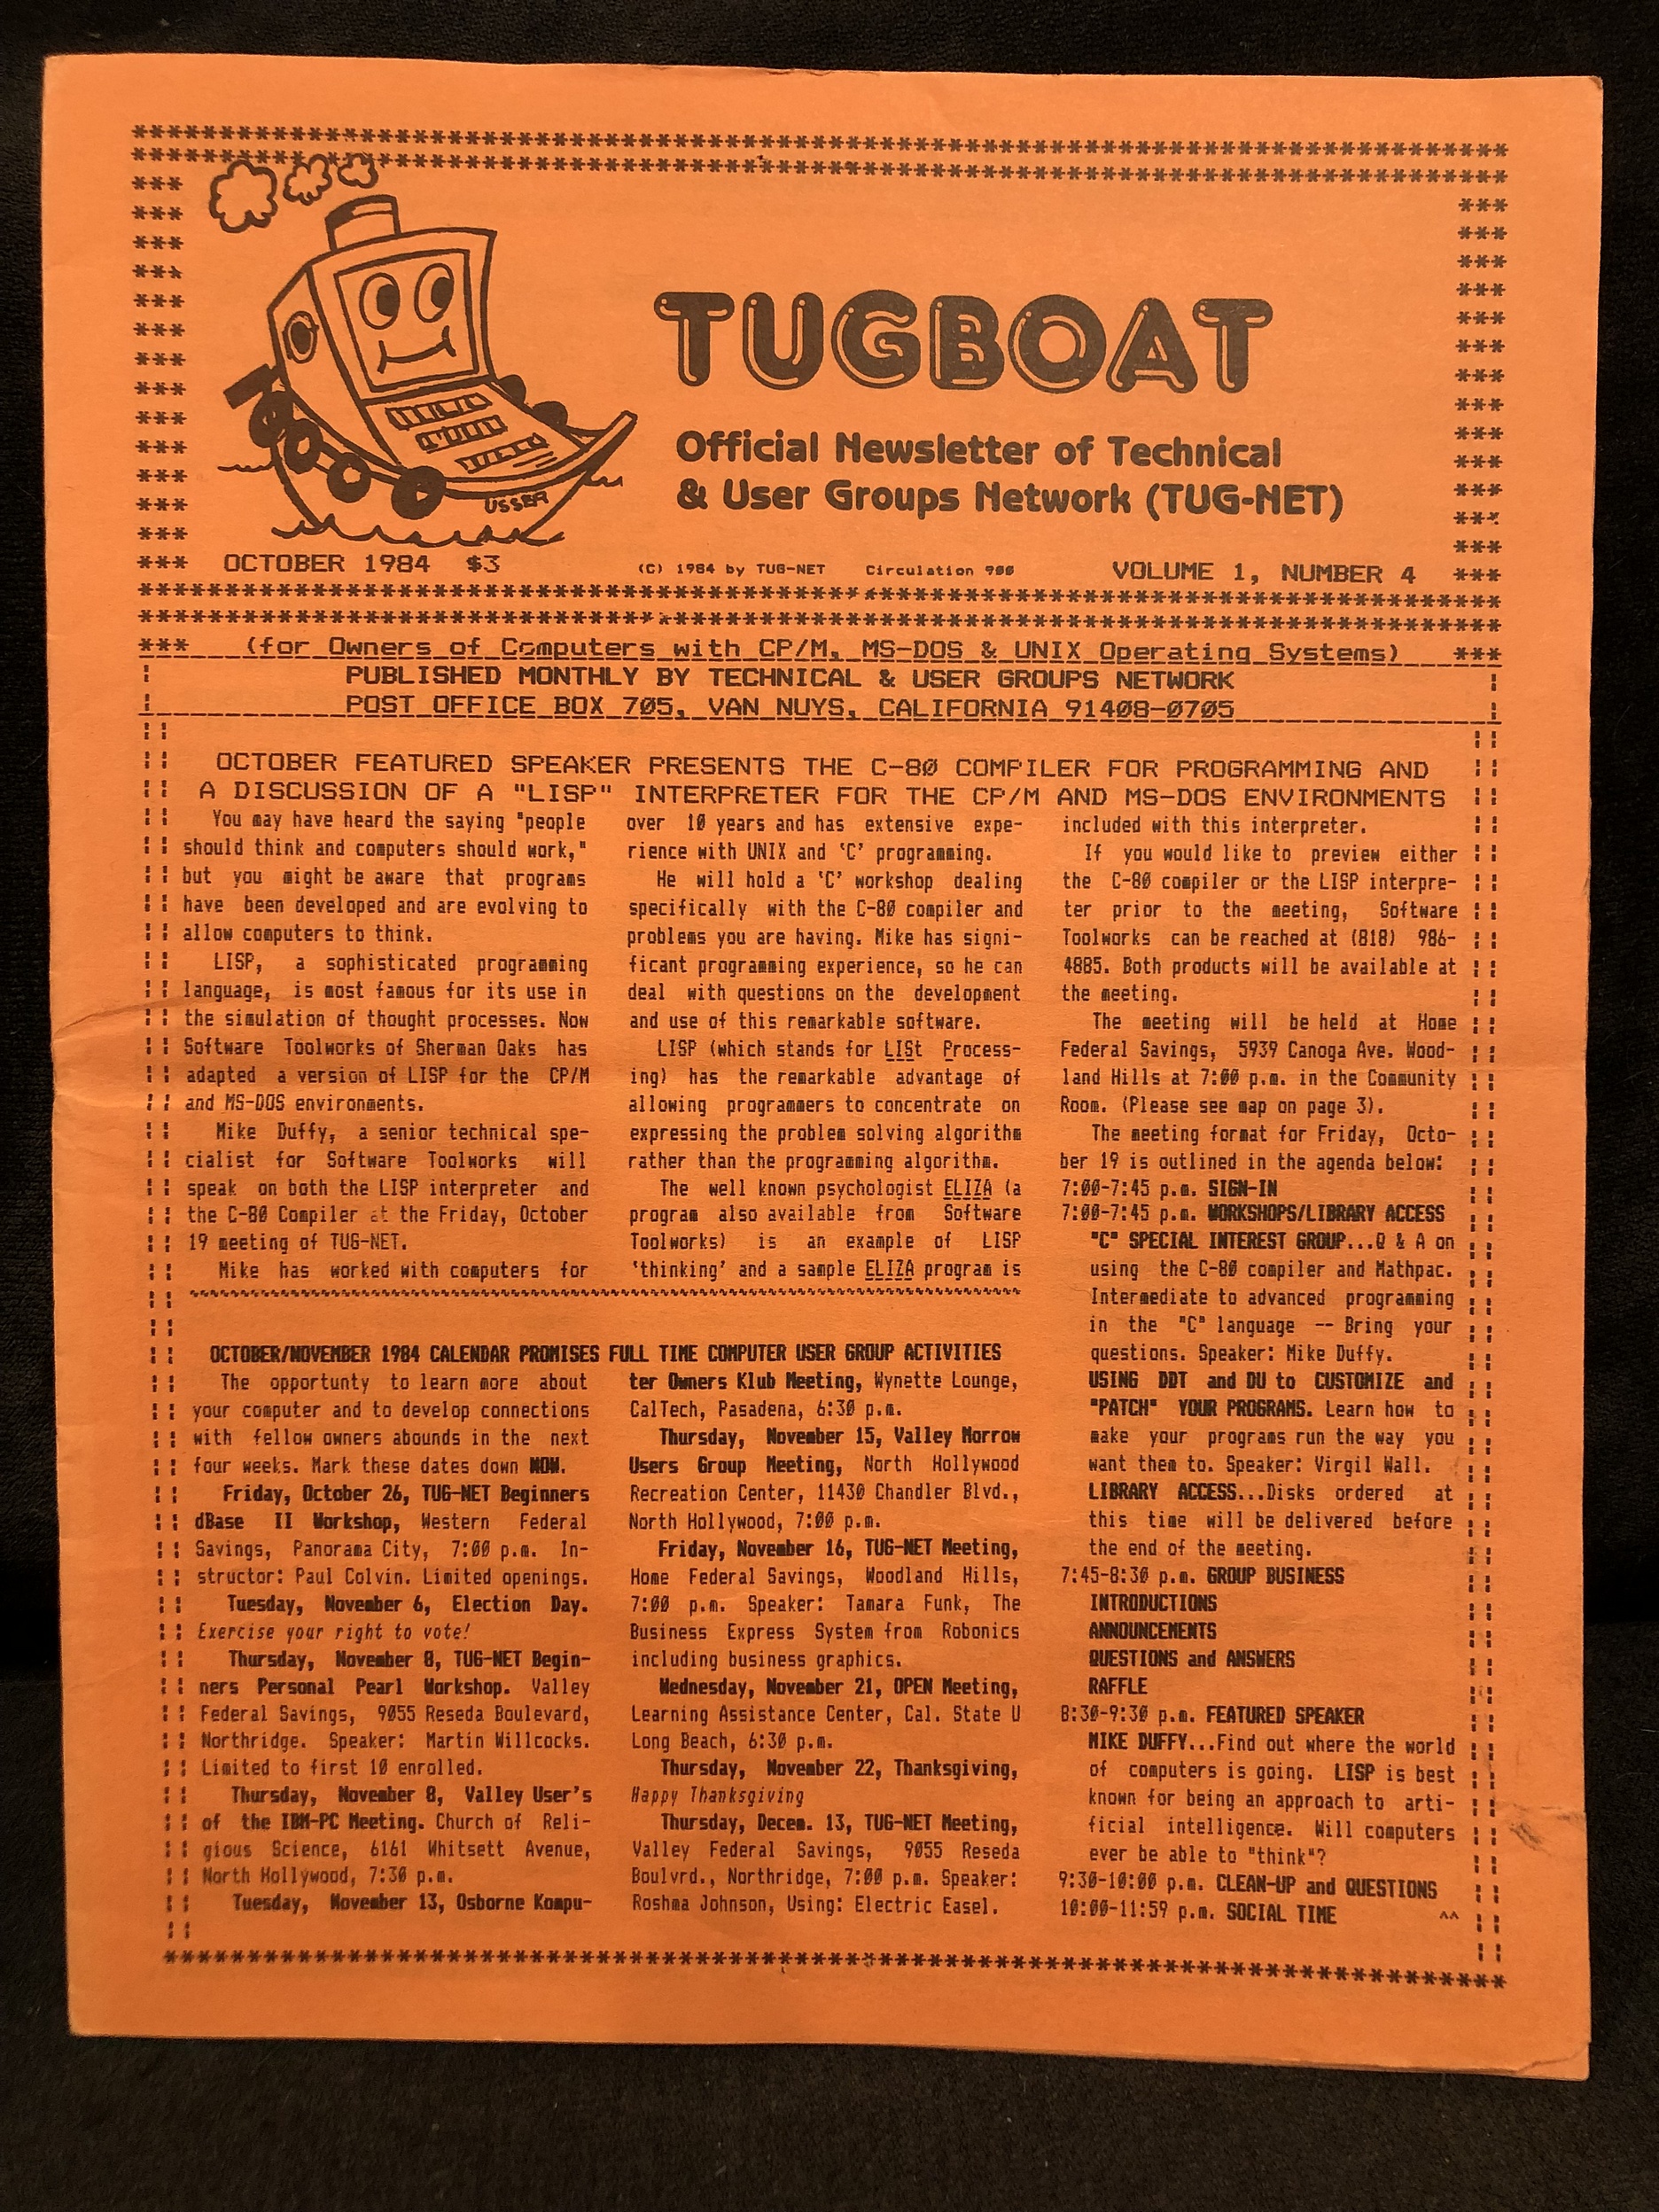 USSER
TUGBOAT
Official Newsletter of Technical
& User Groups Network (TUG-NET)
*** OCTOBER 1984 $3 (C) 1984 by TUG-NET Circulation 900 VOLUME 1, NUMBER 4 ***
*** (for Owners of Computers with CP/M, MS-DOS & UNIX Operating Systems) ***
PUBLISHED MONTHLY BY TECHNICAL & USER GROUPS NETWORK
POST OFFICE BOX 705, VAN NUYS, CALIFORNIA 91408-0705
OCTOBER FEATURED SPEAKER PRESENTS THE C-80 COMPILER FOR PROGRAMMING AND
A DISCUSSION OF A "LISP" INTERPRETER FOR THE CP/M AND MS-DOS ENVIRONMENTS
You may have heard the saying "people
should think and computers should work,"
but you might be aware that programs
have been developed and are evolving to
allow computers to think.
LISP, a sophisticated programming
language, is most famous for its use in
the simulation of thought processes. Now
Software Toolworks of Sherman Oaks has
adapted a version of LISP for the CP/M
and MS-DOS environments.
Mike Duffy, a senior technical spe-
cialist for Software Toolworks will
speak on both the LISP interpreter and
the C-80 Compiler at the Friday, October
19 meeting of TUG-NET.
Mike has worked with computers for
over 10 years and has extensive expe-
rience with UNIX and 'C' programming.
He will hold a 'C' workshop dealing
specifically with the C-80 compiler and
problems you are having. Mike has signi-
ficant programming experience, so he can
deal with questions on the development
and use of this remarkable software.
LISP (which stands for LISt Process-
ing) has the remarkable advantage of
allowing programmers to concentrate on
expressing the problem solving algorithm
rather than the programming algorithm.
The well known psychologist ELIZA (a
program also available from Software
Toolworks) is an example of LISP
'thinking' and a sample ELIZA program is
included with this interpreter.
If you would like to preview either
the C-80 compiler or the LISP interpre-
ter prior to the meeting, Software
Toolworks can be reached at (818) 986-
4885. Both products will be available at
the meeting.
The meeting will be held at Home
Federal Savings, 5939 Canoga Ave. Wood-
land Hills at 7:00 p.m. in the Community
Room. (Please see map on page 3).
The meeting format for Friday, Octo-
ber 19 is outlined in the agenda below:
7:00-7:45 p.m. SIGN-IN
7:00-7:45 p.m. WORKSHOPS/LIBRARY ACCESS
"C" SPECIAL INTEREST GROUP...Q & A on
using the C-80 compiler and Mathpac.
Intermediate to advanced programming
in the "C" language -- Bring your
questions. Speaker: Mike Duffy.
USING DDT and DU to CUSTOMIZE and
"PATCH" YOUR PROGRAMS. Learn how to
make your programs run the way you
want them to. Speaker: Virgil Wall.
LIBRARY ACCESS...Disks ordered at
this time will be delivered before
the end of the meeting.
7:45-8:30 p.m. GROUP BUSINESS
INTRODUCTIONS
ANNOUNCEMENTS
QUESTIONS and ANSWERS
RAFFLE
8:30-9:30 p.m. FEATURED SPEAKER
MIKE DUFFY...Find out where the world
of computers is going. LISP is best
known for being an approach to arti-
ficial intelligence. Will computers
ever be able to "think"?
9:30-10:00 p.m. CLEAN-UP and QUESTIONS
10:00-11:59 p.m. SOCIAL TIME ^^
OCTOBER/NOVEMBER 1984 CALENDAR PROMISES FULL TIME COMPUTER USER GROUP ACTIVITIES
The opportunty to learn more about
your computer and to develop connections
with fellow owners abounds in the next
four weeks. Mark these dates down NOW.
Friday, October 26, TUG-NET Beginners
dBase II Workshop, Western Federal
Savings, Panorama City, 7:00 p.m. In-
structor: Paul Colvin. Limited openings.
Tuesday, November 6, Election Day.
Exercise your right to vote!
Thursday, November 8, TUG-NET Begin-
ners Personal Pearl Workshop. Valley
Federal Savings, 9055 Reseda Boulevard,
Northridge. Speaker: Martin Willcocks.
Limited to first 10 enrolled.
Thursday, November 8, Valley User's
of the IBM-PC Meeting. Church of Reli-
gious Science, 6161 Whitsett Avenue,
North Hollywood, 7:30 p.m.
Tuesday, November 13, Osborne Kompu-
ter Owners Klub Meeting, Wynette Lounge,
CalTech, Pasadena, 6:30 p.m.
Thursday, November 15, Valley Morrow
Users Group Meeting, North Hollywood
Recreation Center, 11430 Chandler Blvd.,
North Hollywood, 7:00 p.m.
Friday, November 16, TUG-NET Meeting,
Home Federal Savings, Woodland Hills,
7:00 p.m. Speaker: Tamara Funk, The
Business Express System from Robonics
including business graphics.
Wednesday, November 21, OPEN Meeting,
Learning Assistance Center, Cal. State U
Long Beach, 6:30 p.m.
Thursday, November 22, Thanksgiving,
Happy Thanksgiving
Thursday, Decem. 13, TUG-NET Meeting,
Valley Federal Savings, 9055 Reseda
Boulvrd., Northridge, 7:00 p.m. Speaker:
Roshma Johnson, Using: Electric Easel.